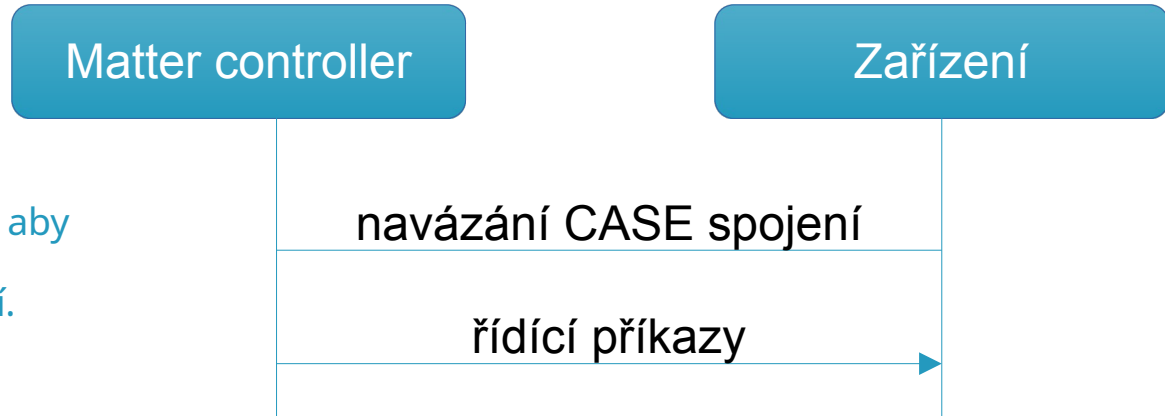 Matter controller
Zařízení
aby
navázání CASE spojení
í.
řídící příkazy